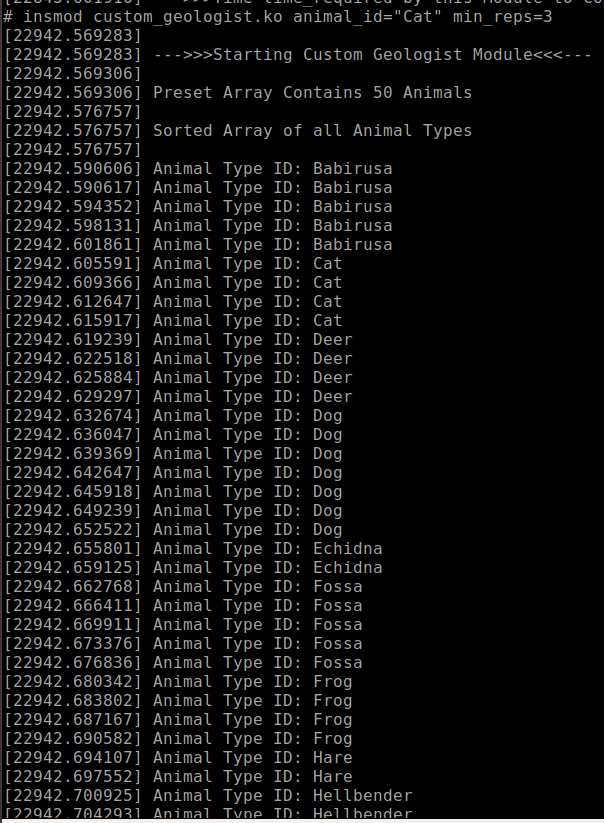 # insmod custom_geologist.ko animal_id="Cat" min_reps=3
[22942.569283]
[22942.569283] --->>>Starting Custom Geologist Module<<<---
[22942.569306]
[22942.569306] Preset Array Contains 50 Animals
[22942.576757]
[22942.576757] Sorted Array of all Animal Types
[22942.576757]
[22942.590606] Animal Type ID: Babirusa
[22942.590617] Animal Type ID: Babirusa
[22942.594352] Animal Type ID: Babirusa
[22942.598131] Animal Type ID: Babirusa
[22942.601861] Animal Type ID: Babirusa
[22942.605591] Animal Type ID: Cat
[22942.609366] Animal Type ID: Cat
[22942.612647] Animal Type ID: Cat
[22942.615917] Animal Type ID: Cat
[22942.619239] Animal Type ID: Deer
[22942.622518] Animal Type ID: Deer
[22942.625884] Animal Type ID: Deer
[22942.629297] Animal Type ID: Deer
[22942.632674] Animal Type ID: Dog
[22942.636047] Animal Type ID: Dog
[22942.639369] Animal Type ID: Dog
[22942.642647] Animal Type ID: Dog
[22942.645918] Animal Type ID: Dog
[22942.649239] Animal Type ID: Dog
[22942.652522] Animal Type ID: Dog
[22942.655801] Animal Type ID: Echidna
[22942.659125] Animal Type ID: Echidna
[22942.662768] Animal Type ID: Fossa
[22942.666411] Animal Type ID: Fossa
[22942.669911] Animal Type ID: Fossa
[22942.673376] Animal Type ID: Fossa
[22942.676836] Animal Type ID: Fossa
[22942.680342] Animal Type ID: Frog
[22942.683802] Animal Type ID: Frog
[22942.687167] Animal Type ID: Frog
[22942.690582] Animal Type ID: Frog
[22942.694107] Animal Type ID: Hare
[22942.697552] Animal Type ID: Hare
[22942.700925] Animal Type ID: Hellbender
[22942.704293] Animal Type ID: Hellbender